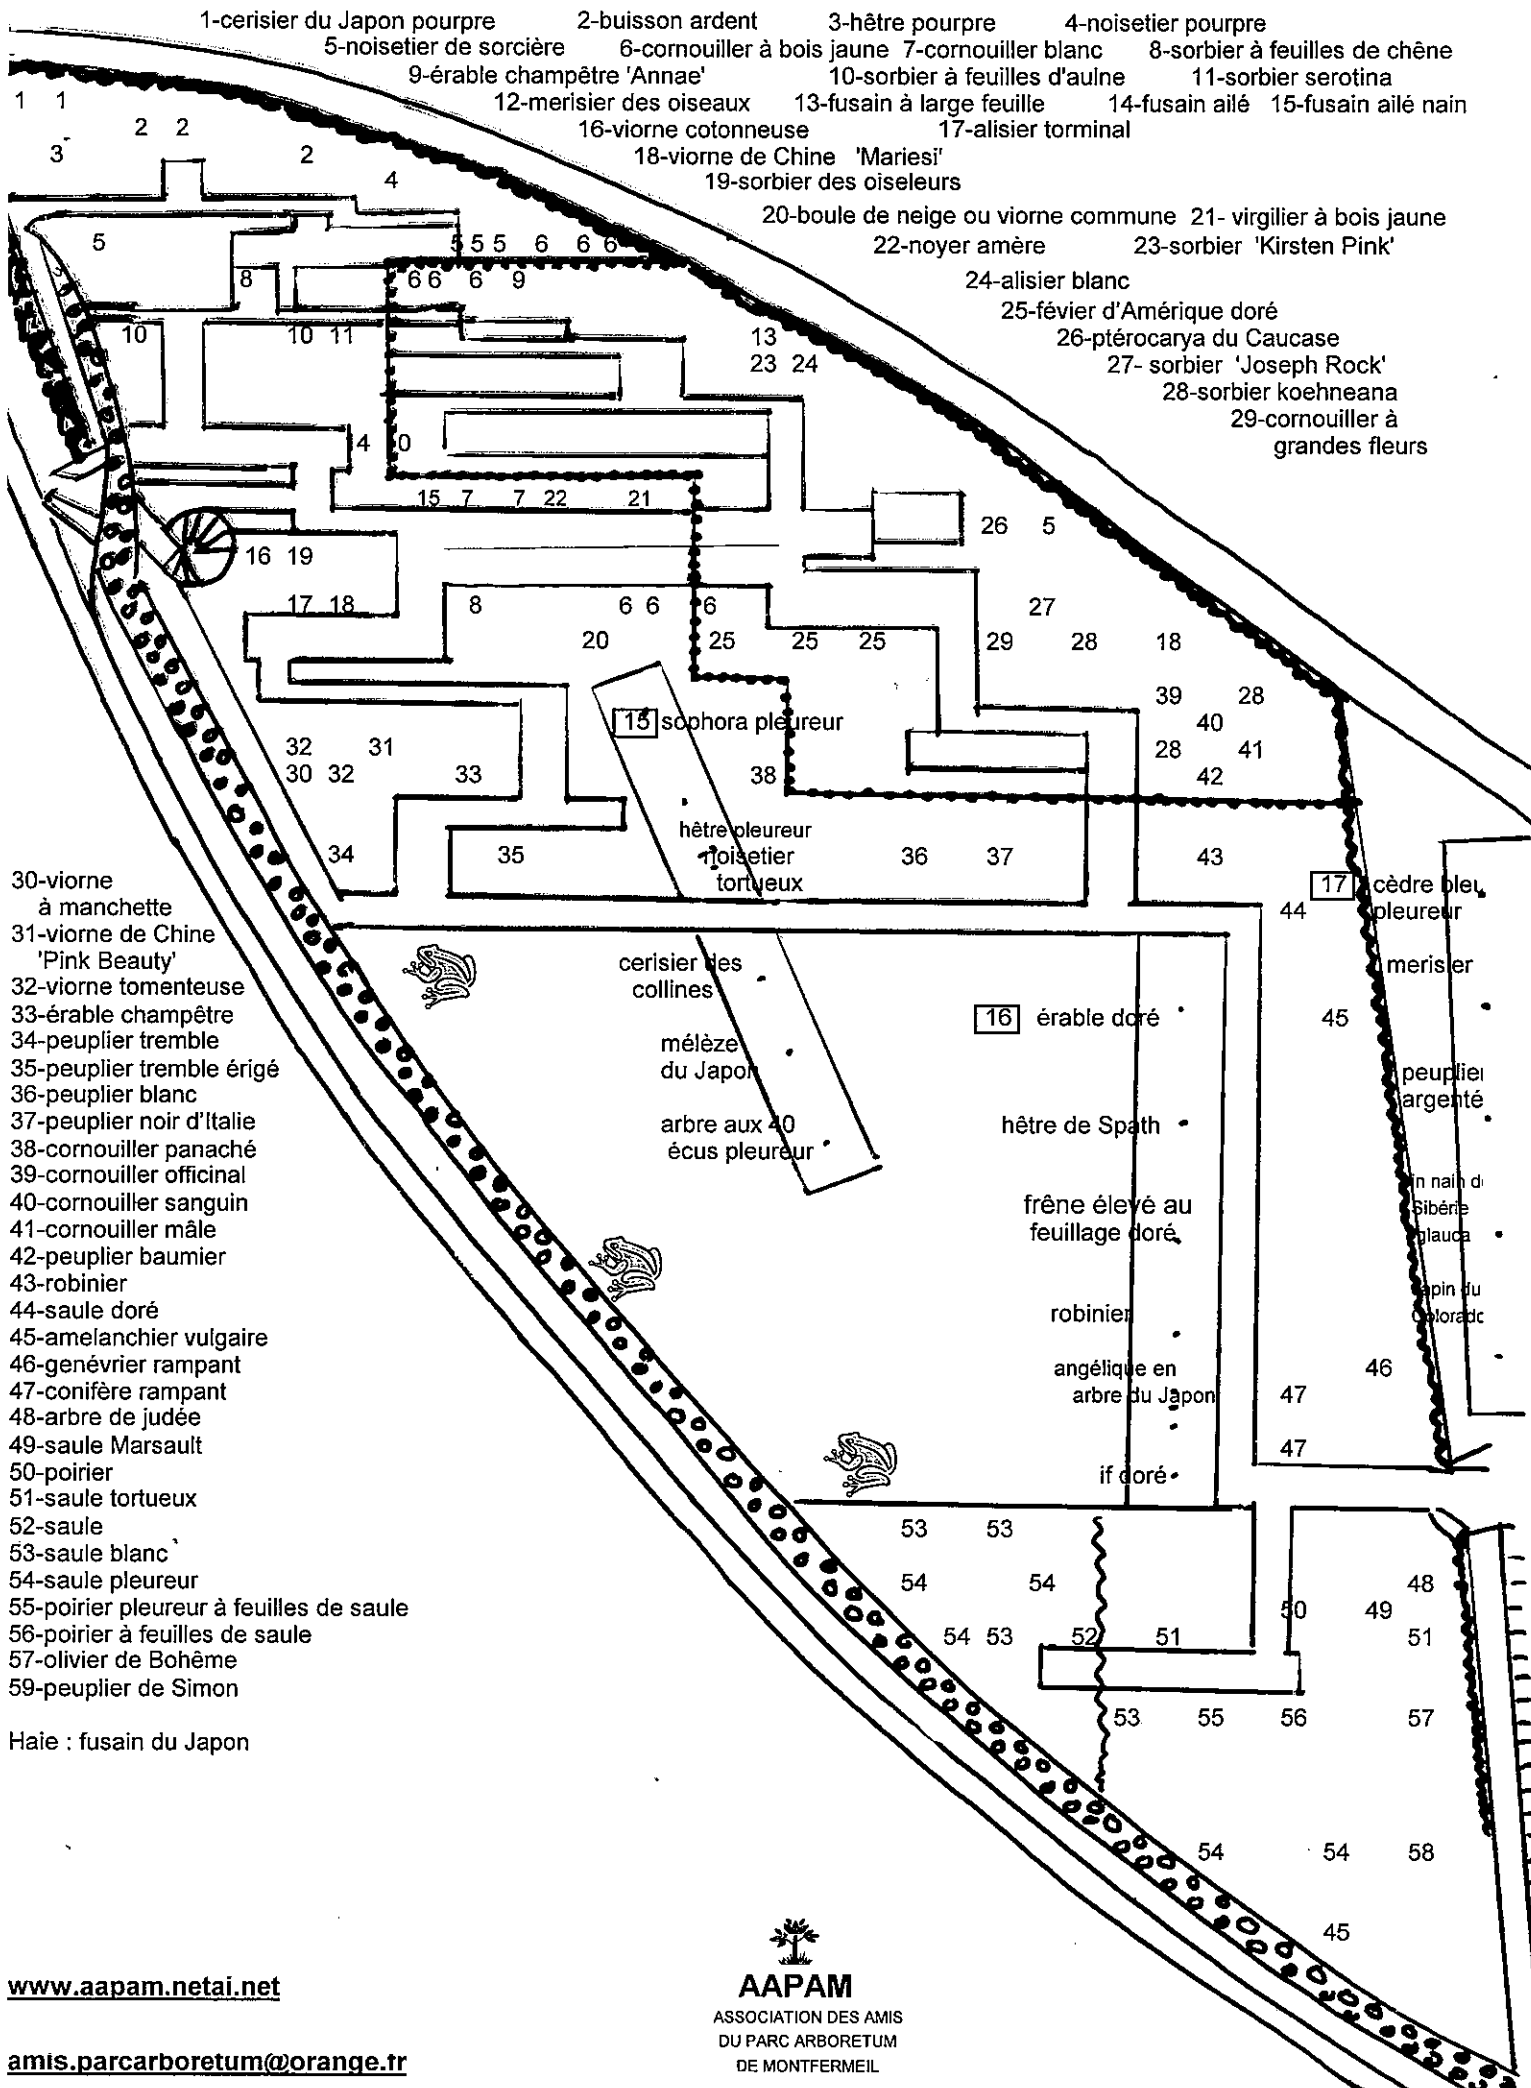 1-cerisier du Japon pourpre 2-buisson ardent 3-hêtre pourpre 4-noisetier pourpre
5-noisetier de sorcière 6-cornouiller à bois jaune 7-cornouiller blanc 8-sorbier à feuilles de chêne
9-érable champêtre 'Annae' 10-sorbier à feuilles d'aulne 11-sorbier serotina
12-merisier des oiseaux 13-fusain à large feuille 14-fusain ailé 15-fusain ailé nain
16-viorne cotonneuse 17-alisier torminal
18-viorne de Chine 'Mariesi'
19-sorbier des oiseleurs
20-boule de neige ou viorne commune 21- virgilier à bois jaune
22-noyer amère 23-sorbier 'Kirsten Pink'
24-alisier blanc
25-févier d'Amérique doré
26-ptérocarya du Caucase
27- sorbier 'Joseph Rock'
28-sorbier koehneana
29-cornouiller à
grandes fleurs
1 1
2 2
3 2
4
5 5 5 5 6 6 6
8 6 6 6 9
10 10 11 13
23 24
4 0
15 7 7 22 21
26 5
16 19
17 18 8 6 6 6 27
20 25 25 25 29 28 18
39 28
15 sophora pleureur 40
32 31 28 41
30 32 33 38 42
hêtre pleureur
noisetier
tortueux
34 35 36 37 43
17 cèdre bleu
pleureur
44
merisier
cerisier des
collines
16 érable doré 45
mélèze
du Japon
peuplier
argenté
arbre aux 40
écus pleureur
hêtre de Spath
nain
Sibérie
glauca
frêne élevé au
feuillage doré
du
Colorado
robinier
angélique en
arbre du Japon
46
47
47
if doré
53 53
54 54 48
50 49
54 53 52 51 51
53 55 56 57
54 54 58
45
30-viorne
à manchette
31-viorne de Chine
'Pink Beauty'
32-viorne tomenteuse
33-érable champêtre
34-peuplier tremble
35-peuplier tremble érigé
36-peuplier blanc
37-peuplier noir d'Italie
38-cornouiller panaché
39-cornouiller officinal
40-cornouiller sanguin
41-cornouiller mâle
42-peuplier baumier
43-robinier
44-saule doré
45-amelanchier vulgaire
46-genévrier rampant
47-conifère rampant
48-arbre de judée
49-saule Marsault
50-poirier
51-saule tortueux
52-saule
53-saule blanc
54-saule pleureur
55-poirier pleureur à feuilles de saule
56-poirier à feuilles de saule
57-olivier de Bohême
59-peuplier de Simon
Haie : fusain du Japon
www.aapam.netai.net
amis.parcarboretum@orange.fr
AAPAM
ASSOCIATION DES AMIS
DU PARC ARBORETUM
DE MONTFERMEIL